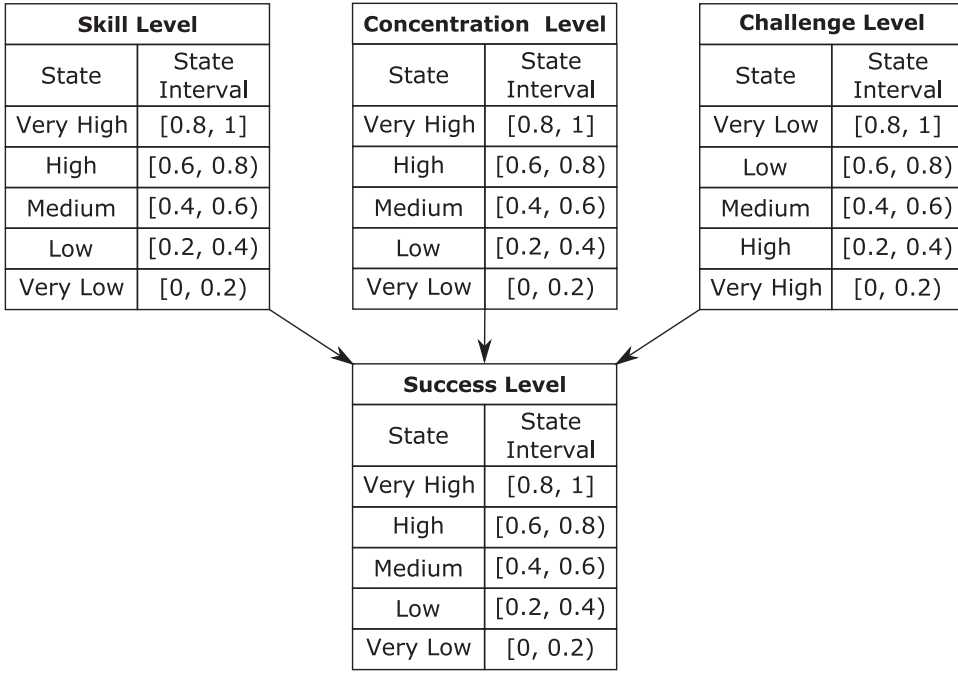 Skill Level
State State Interval
Very High [0.8, 1]
High [0.6, 0.8)
Medium [0.4, 0.6)
Low [0.2, 0.4)
Very Low [0, 0.2)
Concentration Level
State State Interval
Very High [0.8, 1]
High [0.6, 0.8)
Medium [0.4, 0.6)
Low [0.2, 0.4)
Very Low [0, 0.2)
Challenge Level
State State Interval
Very Low [0.8, 1]
Low [0.6, 0.8)
Medium [0.4, 0.6)
High [0.2, 0.4)
Very High [0, 0.2)
Success Level
State State Interval
Very High [0.8, 1]
High [0.6, 0.8)
Medium [0.4, 0.6)
Low [0.2, 0.4)
Very Low [0, 0.2)